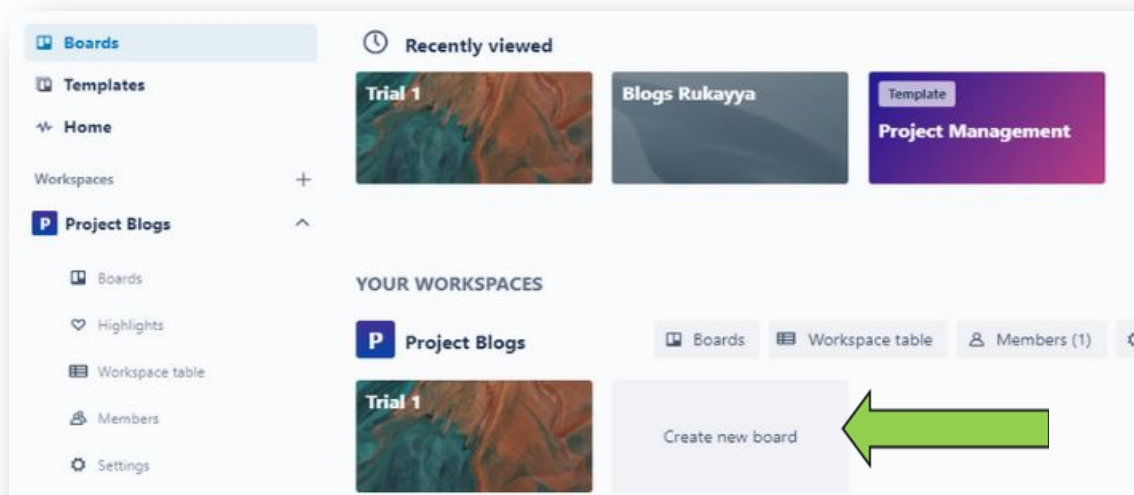 Boards
Templates
Home
Workspaces
P Project Blogs
Boards
Highlights
Workspace table
Members
Settings
Recently viewed
Trial 1
Blogs Rukayya
Template
Project Management
YOUR WORKSPACES
P Project Blogs
Boards
Workspace table
Members (1)
Trial 1
Create new board